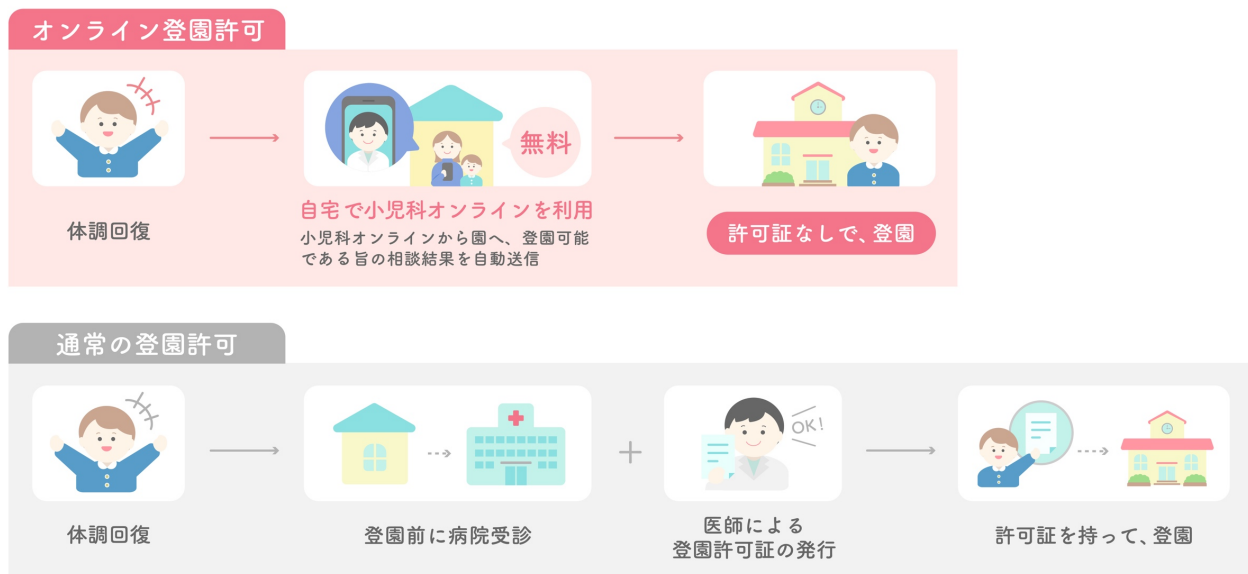 オンライン登園許可
無料
体調回復
自宅で小児科オンラインを利用
小児科オンラインから園へ、登園可能
である旨の相談結果を自動送信
許可証なしで、登園
通常の登園許可
OK!
体調回復
登園前に病院受診
医師による
登園許可証の発行
許可証を持って、登園